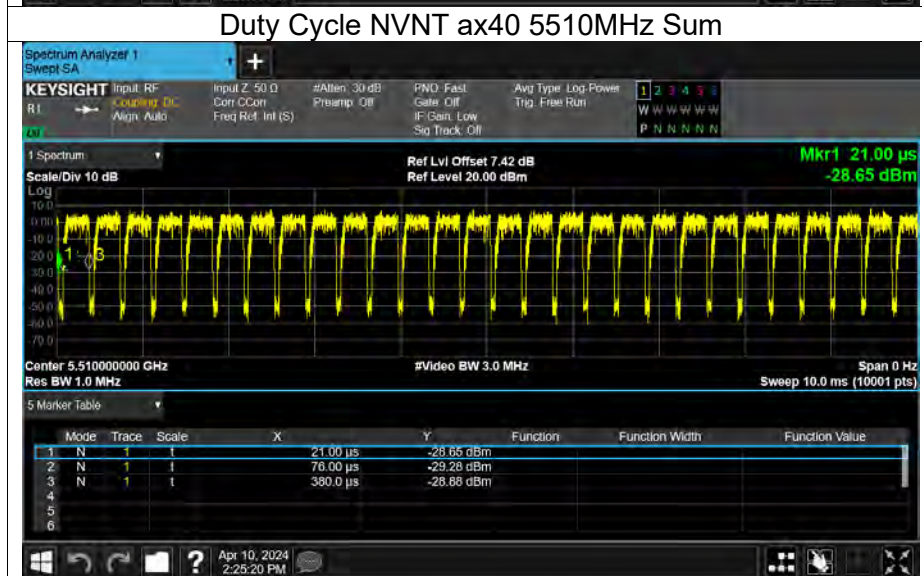 Duty Cycle NVNT ax40 5510MHz Sum
Spectrum Analyzer 1
Swept SA
+
KEYSIGHT Input: RF Input Z: 50 Ω #Atten: 30 dB PNO: Fast Avg Type: Log-Power 1 2 3 4 5 6
Coupling: DC Corr CCorr Preamp: Off Gate: Off Trig: Free Run W W W W W W
Align: Auto Freq Ref: Int (S) IF Gain: Low
Sig Track: Off P N N N N N
1 Spectrum Ref Lvl Offset 7.42 dB Mkr1 21.00 µs
Scale/Div 10 dB Ref Level 20.00 dBm -28.65 dBm
Log
10.0
0.00
-10.0
-20.0
-30.0
-40.0
-50.0
-60.0
-70.0
1 3
Center 5.510000000 GHz #Video BW 3.0 MHz Span 0 Hz
Res BW 1.0 MHz Sweep 10.0 ms (10001 pts)
5 Marker Table
Mode Trace Scale X Y Function Function Width Function Value
1 N 1 t 21.00 µs -28.65 dBm
2 N 1 t 76.00 µs -29.28 dBm
3 N 1 t 380.0 µs -28.88 dBm
4
5
6
? Apr 10, 2024
2:25:20 PM